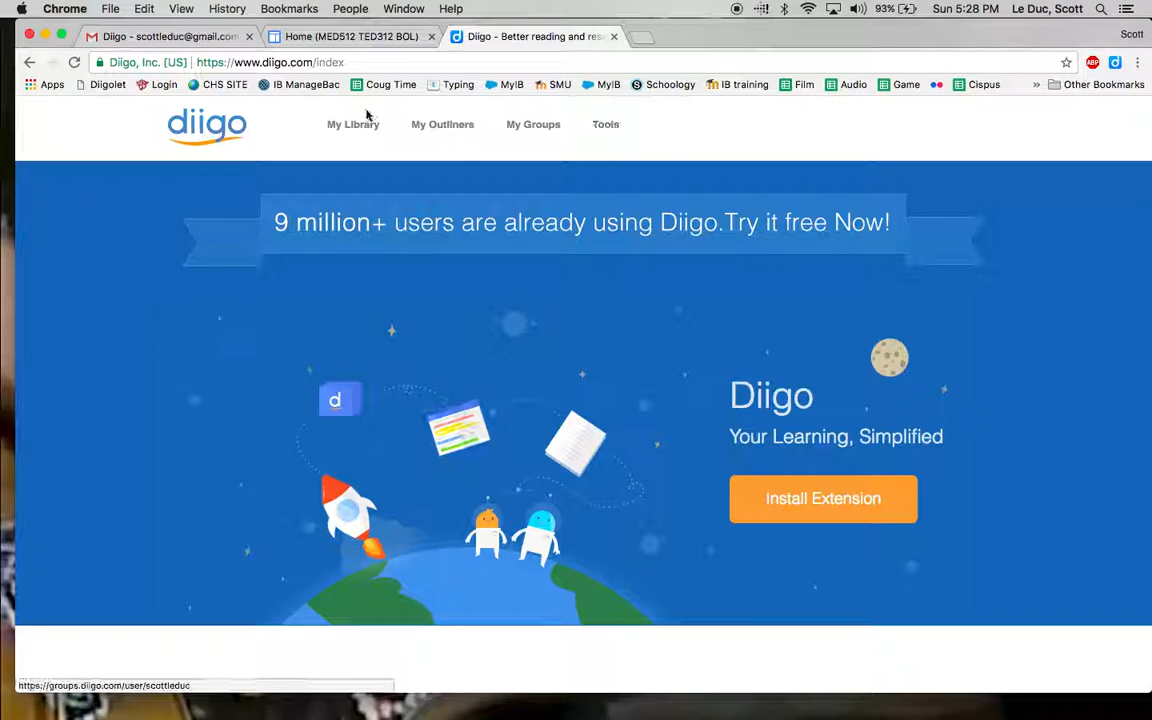 Chrome File Edit View History Bookmarks People Window Help 93% Sun 5:28 PM Le Duc, Scott
Diigo - scottleduc@gmail.com Home (MED512 TED312 BOL) Diigo - Better reading and res Scott
Diigo, Inc. [US] https://www.diigo.com/index
Apps Diigolet Login CHS SITE IB ManageBac Coug Time Typing MyIB SMU MyIB Schoology IB training Film Audio Game Cispus » Other Bookmarks
diigo My Library My Outliners My Groups Tools
9 million+ users are already using Diigo.Try it free Now!
d
Diigo
Your Learning, Simplified
Install Extension
https://groups.diigo.com/user/scottleduc